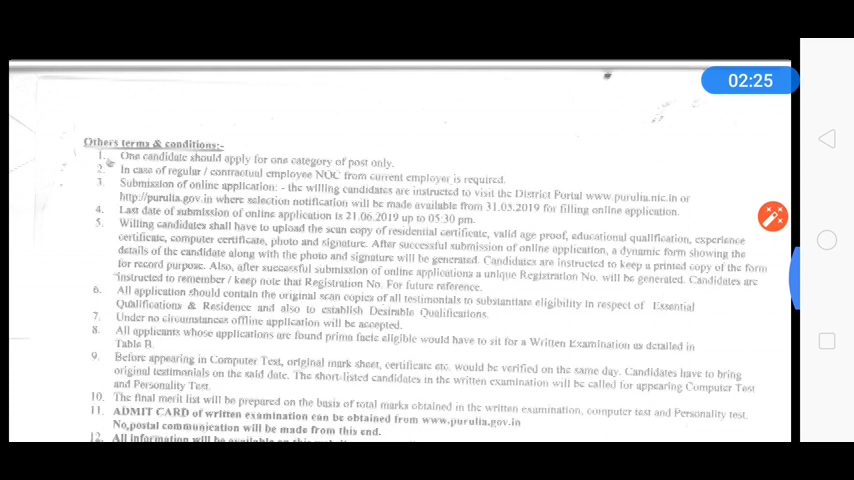 02:25
Others terms & conditions:-
1. One candidate should apply for one category of post only.
2. In case of regular / contractual employee NOC from current employer is required.
3. Submission of online application: - the willing candidates are instructed to visit the District Portal www.purulia.nic.in or
http://purulia.gov.in where selection notification will be made available from 31.05.2019 for filling online application.
4. Last date of submission of online application is 21.06.2019 up to 05:30 pm.
5. Willing candidates shall have to upload the scan copy of residential certificate, valid age proof, educational qualification, experience
certificate, computer certificate, photo and signature. After successful submission of online application, a dynamic form showing the
details of the candidate along with the photo and signature will be generated. Candidates are instructed to keep a printed copy of the form
for record purpose. Also, after successful submission of online applications a unique Registration No. will be generated. Candidates are
instructed to remember / keep note that Registration No. For future reference.
6. All application should contain the original scan copies of all testimonials to substantiate eligibility in respect of Essential
Qualifications & Residence and also to establish Desirable Qualifications.
7. Under no circumstances offline application will be accepted.
8. All applicants whose applications are found prima facie eligible would have to sit for a Written Examination as detailed in
Table B.
9. Before appearing in Computer Test, original mark sheet, certificate etc. would be verified on the same day. Candidates have to bring
original testimonials on the said date. The short-listed candidates in the written examination will be called for appearing Computer Test
and Personality Test.
10. The final merit list will be prepared on the basis of total marks obtained in the written examination, computer test and Personality test.
11. ADMIT CARD of written examination can be obtained from www.purulia.gov.in
No,postal communication will be made from this end.
12. All information will be available on this